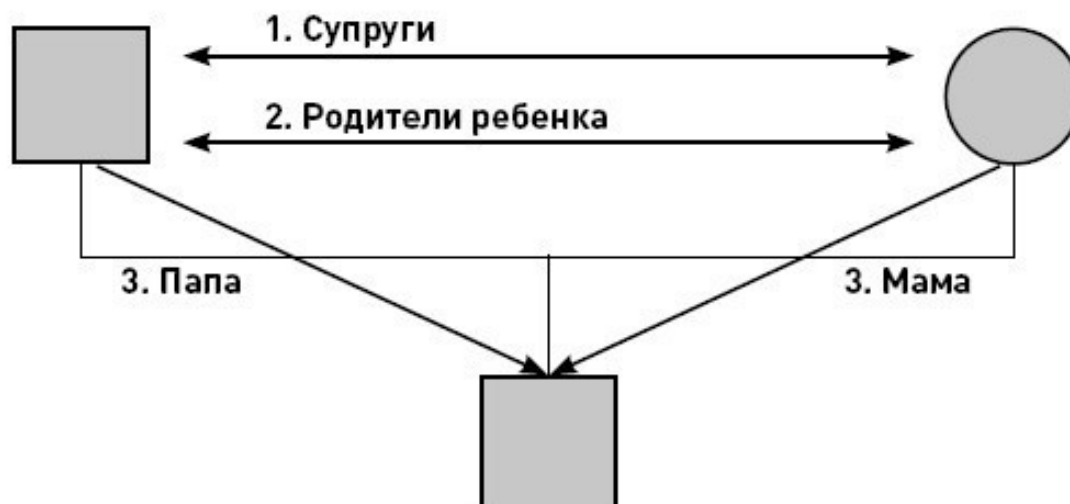 1. Супруги
2. Родители ребенка
3. Папа
3. Мама